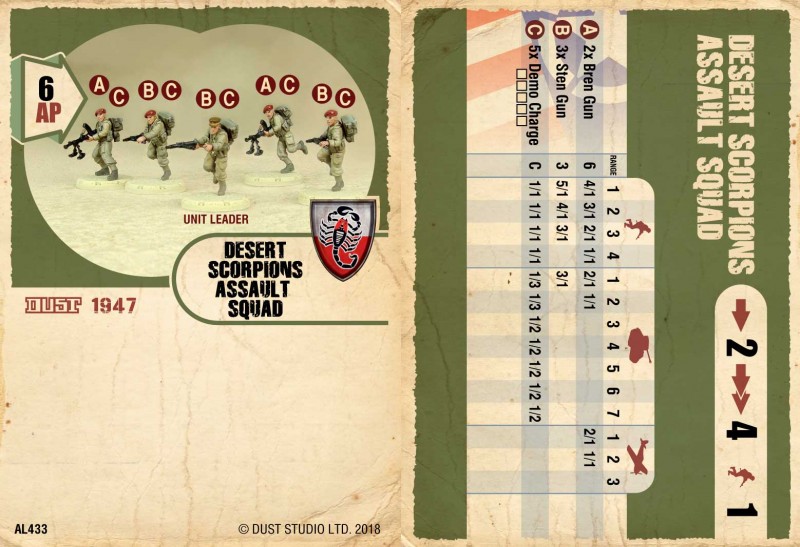 6
AP
A C B C B C A C B C
UNIT LEADER
DESERT
SCORPIONS
ASSAULT
SQUAD
DUST 1947
AL433
© DUST STUDIO LTD. 2018
DESERT SCORPIONS
ASSAULT SQUAD
2 4 1
RANGE 1 2 3 4 1 2 3 4 5 6 7 1 2 3
A 2x Bren Gun 6 4/1 3/1 2/1 1/1 2/1 1/1 2/1 1/1
B 3x Sten Gun 3 5/1 4/1 3/1 3/1
C 5x Demo Charge C 1/1 1/1 1/1 1/1 1/3 1/3 1/2 1/2 1/2 1/2 1/2